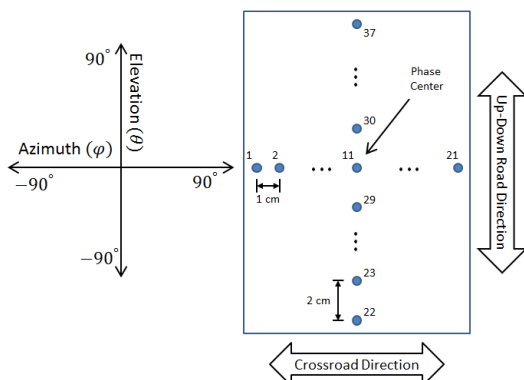 37
90°
Elevation (θ)
Phase
Center
30
Up-Down Road Direction
Azimuth (φ)
1
2
11
21
−90°
90°
1 cm
29
−90°
23
2 cm
22
Crossroad Direction